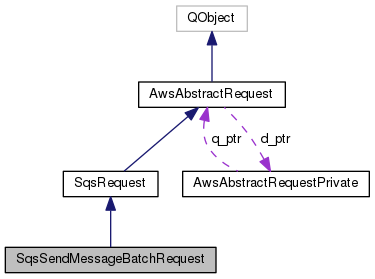 QObject
AwsAbstractRequest
q_ptr
d_ptr
SqsRequest
AwsAbstractRequestPrivate
SqsSendMessageBatchRequest